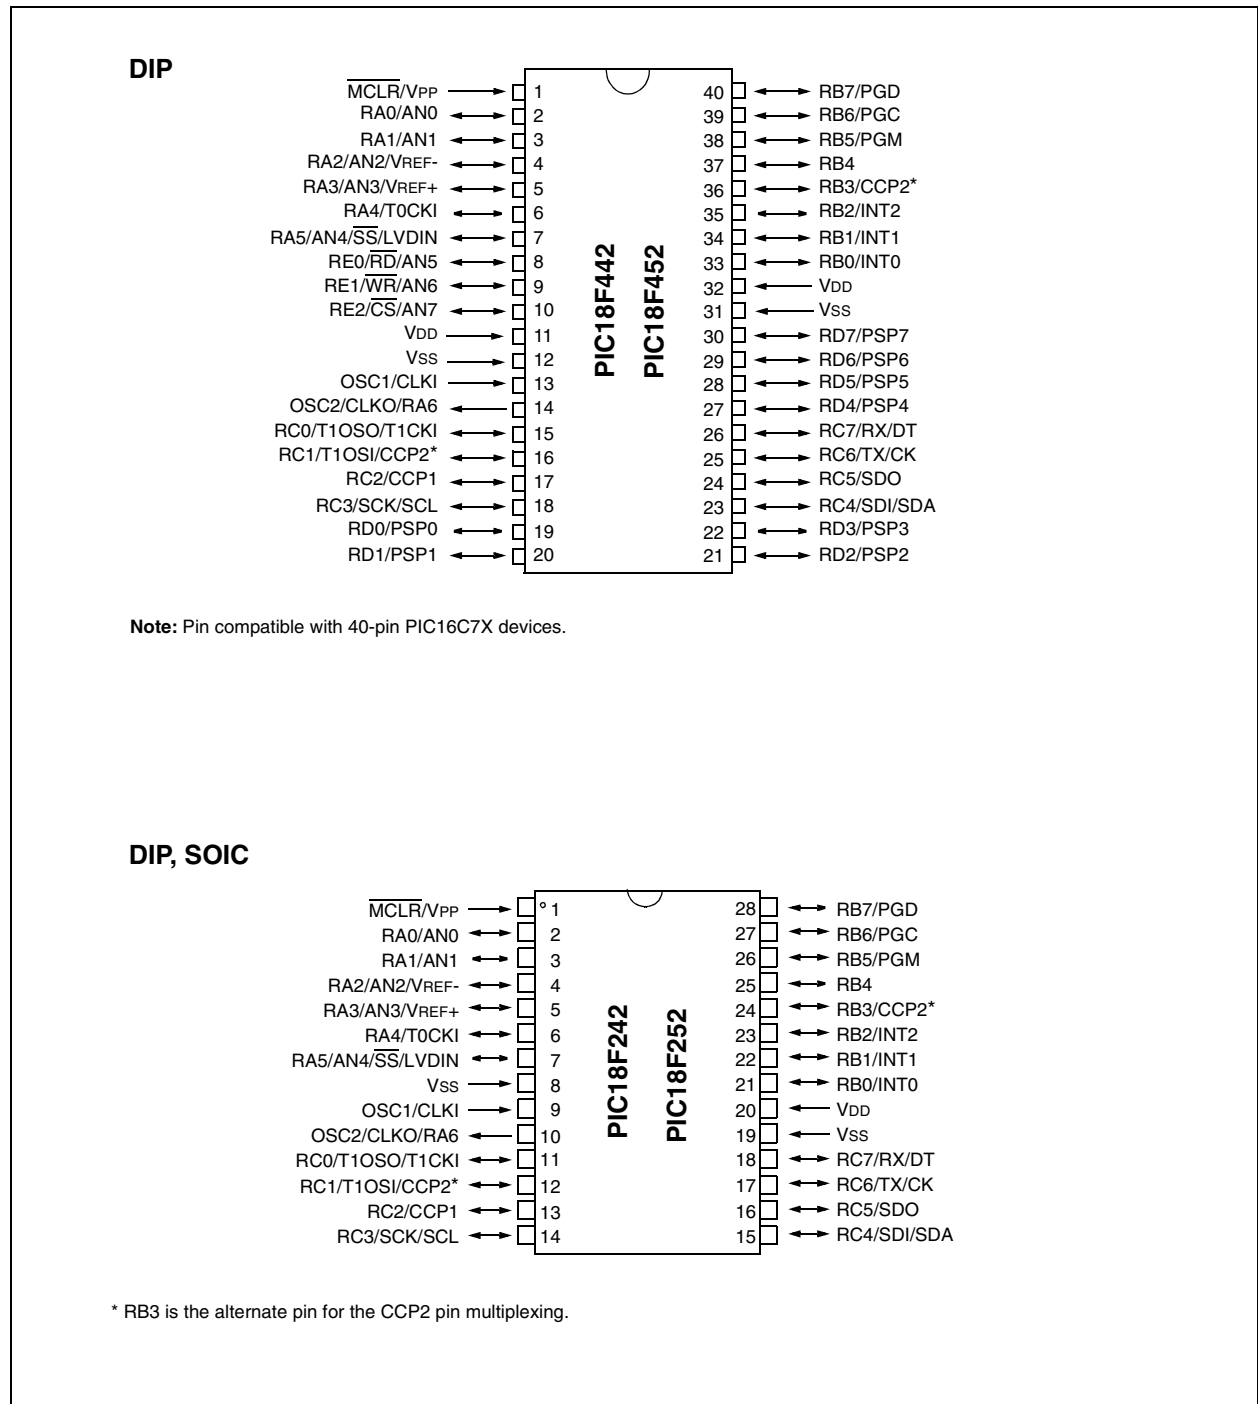 DIP
MCLR/VPP 1 40 RB7/PGD
RA0/AN0 2 39 RB6/PGC
RA1/AN1 3 38 RB5/PGM
RA2/AN2/VREF- 4 37 RB4
RA3/AN3/VREF+ 5 36 RB3/CCP2*
RA4/T0CKI 6 35 RB2/INT2
RA5/AN4/SS/LVDIN 7 34 RB1/INT1
RE0/RD/AN5 8 33 RB0/INT0
RE1/WR/AN6 9 32 VDD
RE2/CS/AN7 10 31 VSS
VDD 11 30 RD7/PSP7
VSS 12 29 RD6/PSP6
OSC1/CLKI 13 28 RD5/PSP5
OSC2/CLKO/RA6 14 27 RD4/PSP4
RC0/T1OSO/T1CKI 15 26 RC7/RX/DT
RC1/T1OSI/CCP2* 16 25 RC6/TX/CK
RC2/CCP1 17 24 RC5/SDO
RC3/SCK/SCL 18 23 RC4/SDI/SDA
RD0/PSP0 19 22 RD3/PSP3
RD1/PSP1 20 21 RD2/PSP2
PIC18F442
PIC18F452
Note: Pin compatible with 40-pin PIC16C7X devices.
DIP, SOIC
MCLR/VPP 1 28 RB7/PGD
RA0/AN0 2 27 RB6/PGC
RA1/AN1 3 26 RB5/PGM
RA2/AN2/VREF- 4 25 RB4
RA3/AN3/VREF+ 5 24 RB3/CCP2*
RA4/T0CKI 6 23 RB2/INT2
RA5/AN4/SS/LVDIN 7 22 RB1/INT1
VSS 8 21 RB0/INT0
OSC1/CLKI 9 20 VDD
OSC2/CLKO/RA6 10 19 VSS
RC0/T1OSO/T1CKI 11 18 RC7/RX/DT
RC1/T1OSI/CCP2* 12 17 RC6/TX/CK
RC2/CCP1 13 16 RC5/SDO
RC3/SCK/SCL 14 15 RC4/SDI/SDA
PIC18F242
PIC18F252
* RB3 is the alternate pin for the CCP2 pin multiplexing.